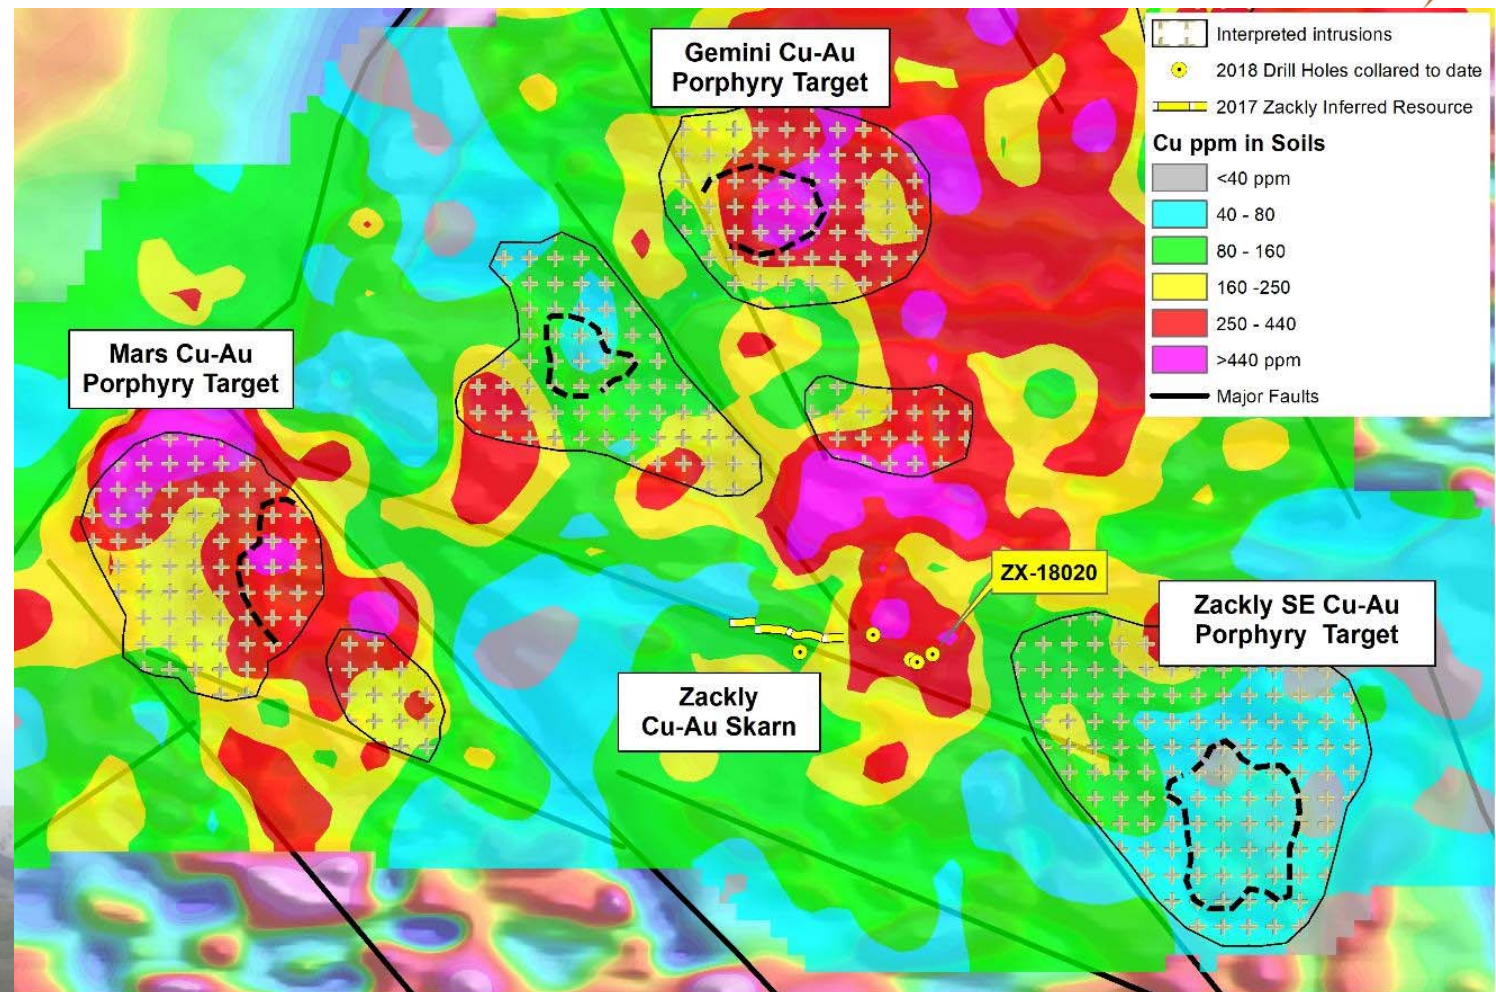 Gemini Cu-Au
Porphyry Target
Interpreted intrusions
2018 Drill Holes collared to date
2017 Zackly Inferred Resource
Cu ppm in Soils
<40 ppm
40 - 80
80 - 160
160 -250
250 - 440
>440 ppm
Major Faults
Mars Cu-Au
Porphyry Target
ZX-18020
Zackly SE Cu-Au
Porphyry Target
Zackly
Cu-Au Skarn